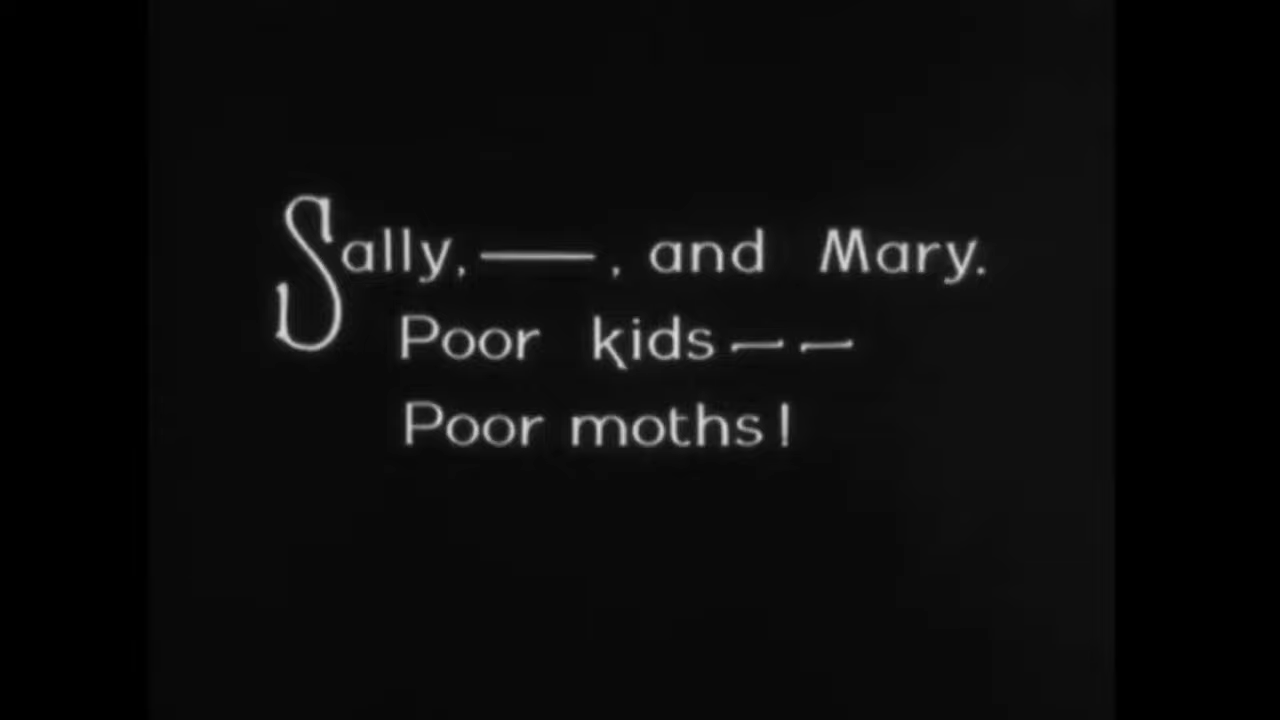 Sally, —— , and Mary.
Poor kids — —
Poor moths!